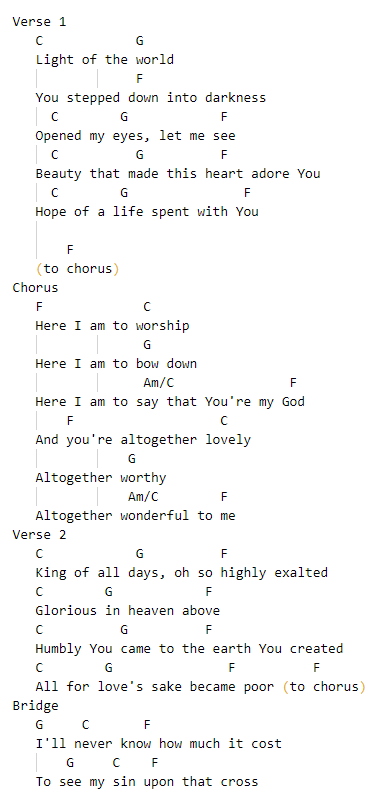 Verse 1
   C            G
   Light of the world
                F
   You stepped down into darkness
     C        G            F
   Opened my eyes, let me see
     C          G          F
   Beauty that made this heart adore You
     C        G               F
   Hope of a life spent with You
       F
   (to chorus)
Chorus
   F             C
   Here I am to worship
                 G
   Here I am to bow down
                 Am/C               F
   Here I am to say that You're my God
       F                   C
   And you're altogether lovely
               G
   Altogether worthy
               Am/C        F
   Altogether wonderful to me
Verse 2
   C            G          F
   King of all days, oh so highly exalted
   C        G            F
   Glorious in heaven above
   C          G          F
   Humbly You came to the earth You created
   C        G               F          F
   All for love's sake became poor (to chorus)
Bridge
   G     C       F
   I'll never know how much it cost
       G     C    F
   To see my sin upon that cross